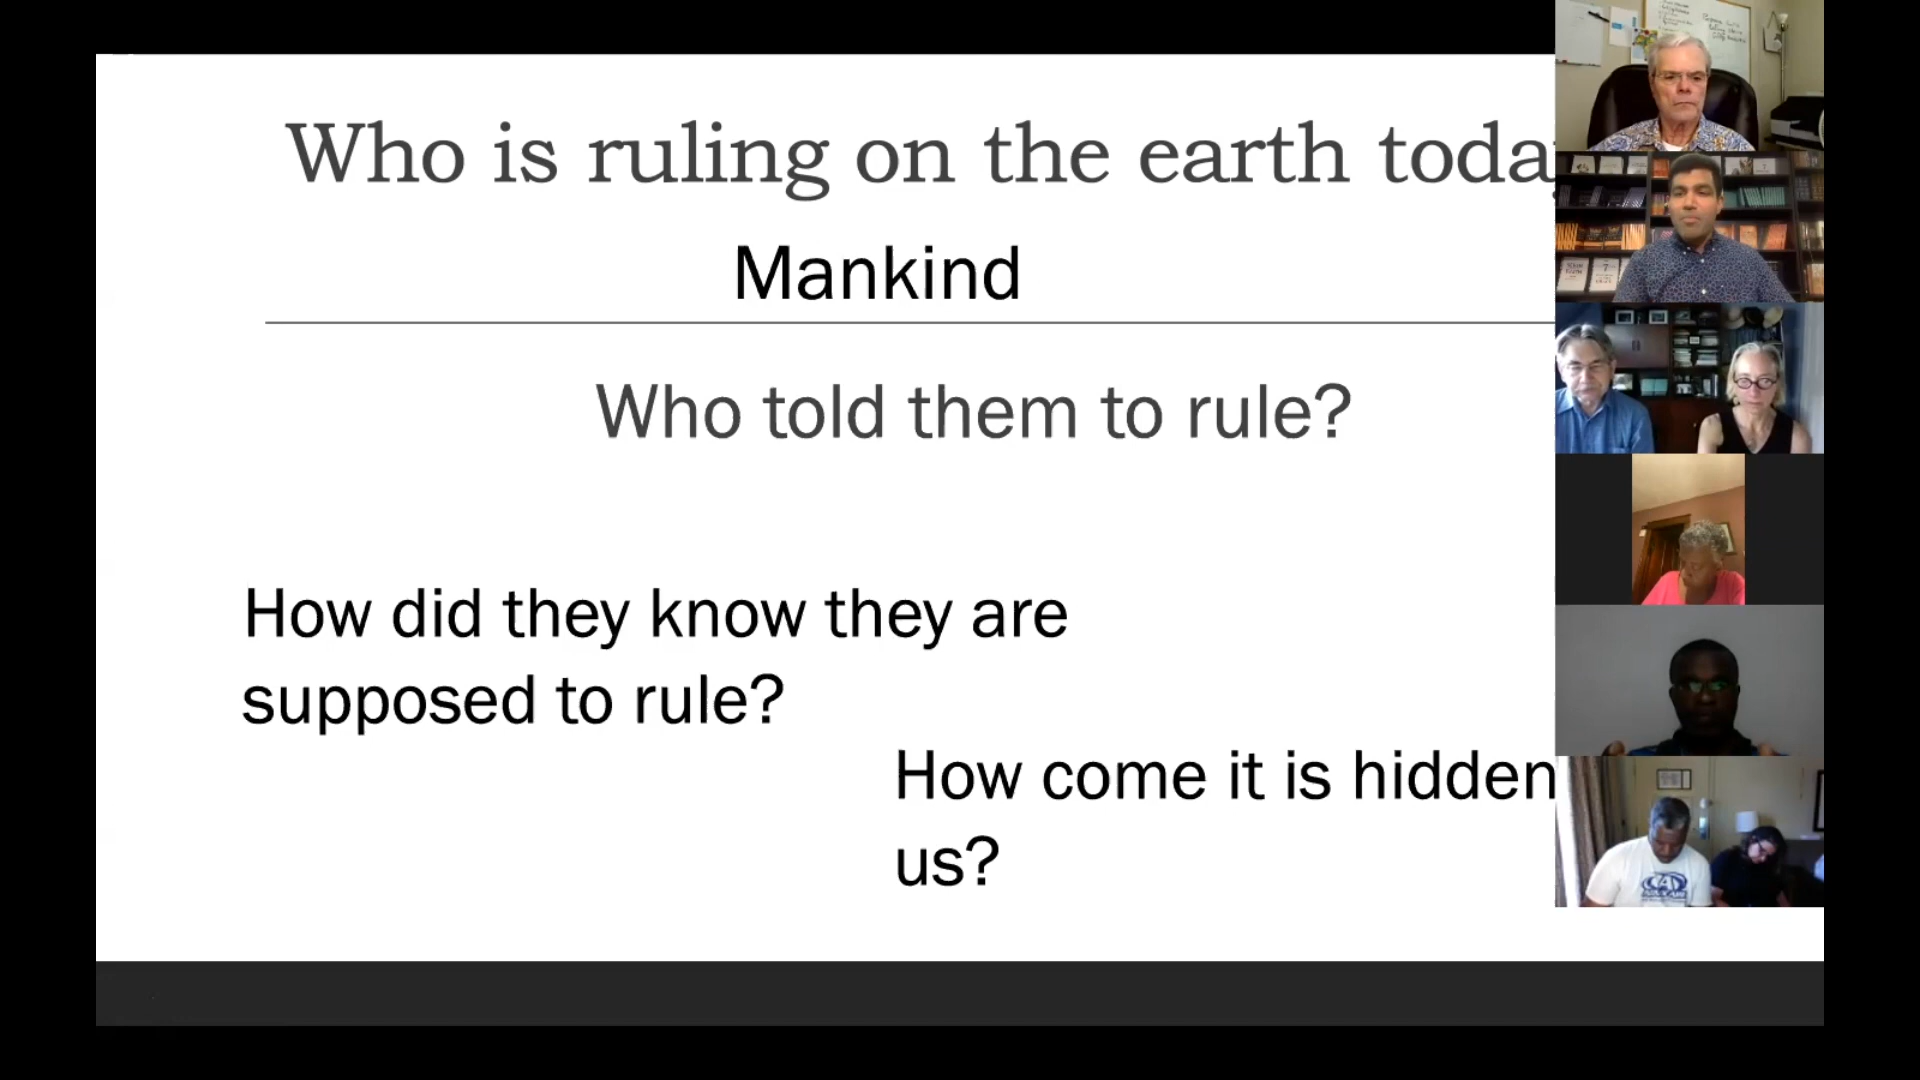 Who is ruling on the earth toda
Mankind
Who told them to rule?
How did they know they are
supposed to rule?
How come it is hidden
us?